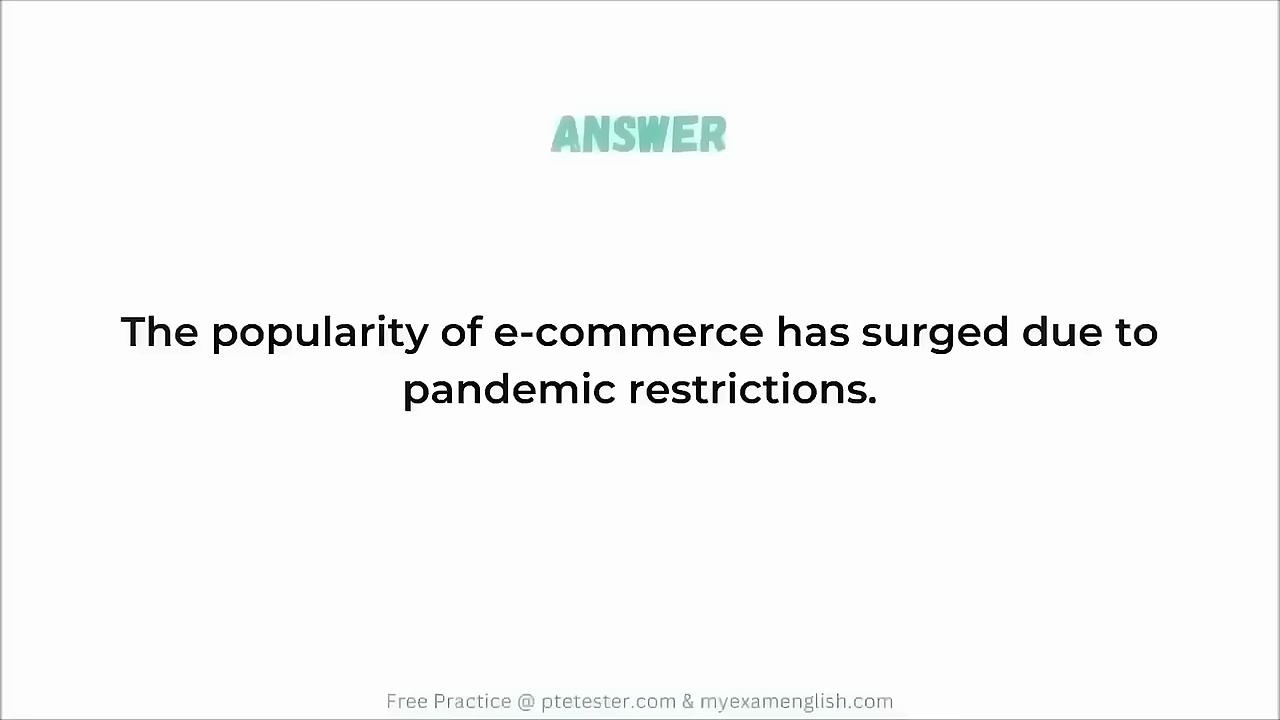 ANSWER
The popularity of e-commerce has surged due to
pandemic restrictions.
Free Practice @ ptetester.com & myexamenglish.com